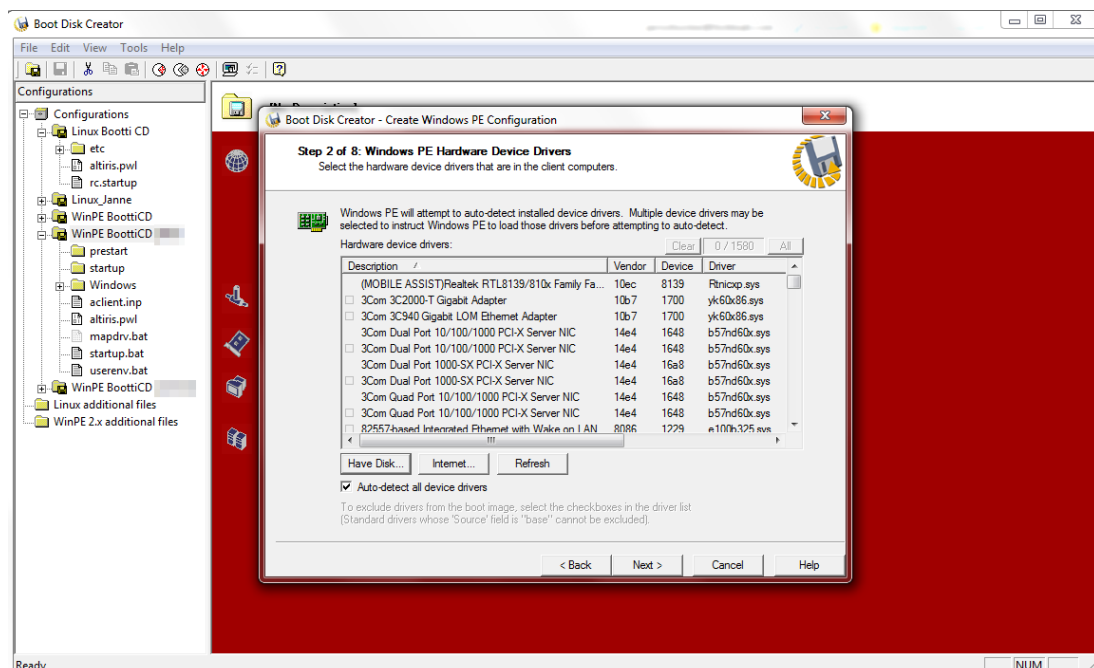 Boot Disk Creator
File Edit View Tools Help
Configurations
Configurations
Linux Bootti CD
etc
altiris.pwl
rc.startup
Linux_Janne
WinPE BoottiCD
WinPE BoottiCD
prestart
startup
Windows
aclient.inp
altiris.pwl
mapdrv.bat
startup.bat
userenv.bat
WinPE BoottiCD
Linux additional files
WinPE 2.x additional files
Boot Disk Creator - Create Windows PE Configuration
Step 2 of 8: Windows PE Hardware Device Drivers
Select the hardware device drivers that are in the client computers.
Windows PE will attempt to auto-detect installed device drivers. Multiple device drivers may be
selected to instruct Windows PE to load those drivers before attempting to auto-detect.
Hardware device drivers: Clear 0 / 1580 All
Description Vendor Device Driver
(MOBILE ASSIST)Realtek RTL8139/810x Family Fa... 10ec 8139 Rtnicxp.sys
3Com 3C2000-T Gigabit Adapter 10b7 1700 yk60x86.sys
3Com 3C940 Gigabit LOM Ethernet Adapter 10b7 1700 yk60x86.sys
3Com Dual Port 10/100/1000 PCI-X Server NIC 14e4 1648 b57nd60x.sys
3Com Dual Port 10/100/1000 PCI-X Server NIC 14e4 1648 b57nd60x.sys
3Com Dual Port 1000-SX PCI-X Server NIC 14e4 16a8 b57nd60x.sys
3Com Dual Port 1000-SX PCI-X Server NIC 14e4 16a8 b57nd60x.sys
3Com Quad Port 10/100/1000 PCI-X Server NIC 14e4 1648 b57nd60x.sys
3Com Quad Port 10/100/1000 PCI-X Server NIC 14e4 1648 b57nd60x.sys
82557-based Integrated Ethernet with Wake on LAN 8086 1229 e100b325.sys
Have Disk... Internet... Refresh
Auto-detect all device drivers
To exclude drivers from the boot image, select the checkboxes in the driver list
(Standard drivers whose 'Source' field is "base" cannot be excluded).
< Back Next > Cancel Help
Ready NUM